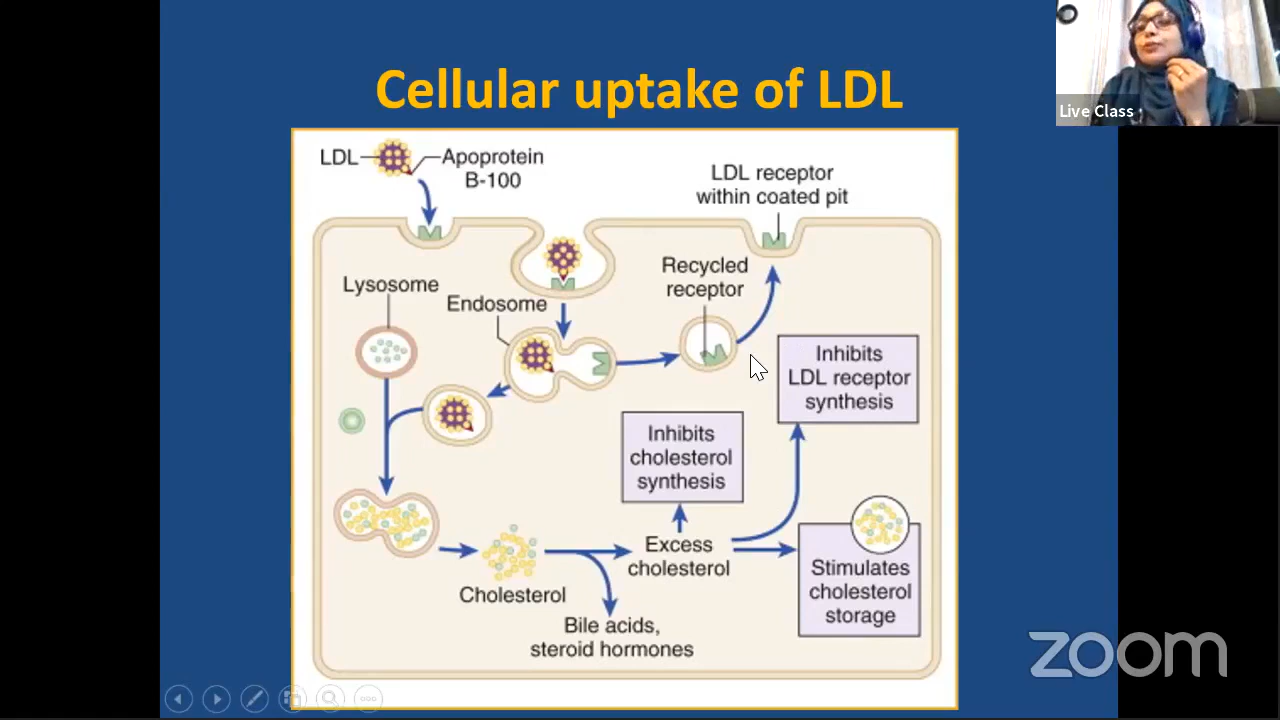 Cellular uptake of LDL
Live Class
LDL
Apoprotein
B-100
LDL receptor
within coated pit
Recycled
receptor
Lysosome
Endosome
Inhibits
LDL receptor
synthesis
Inhibits
cholesterol
synthesis
Excess
cholesterol
Stimulates
cholesterol
storage
Cholesterol
Bile acids,
steroid hormones
zoom